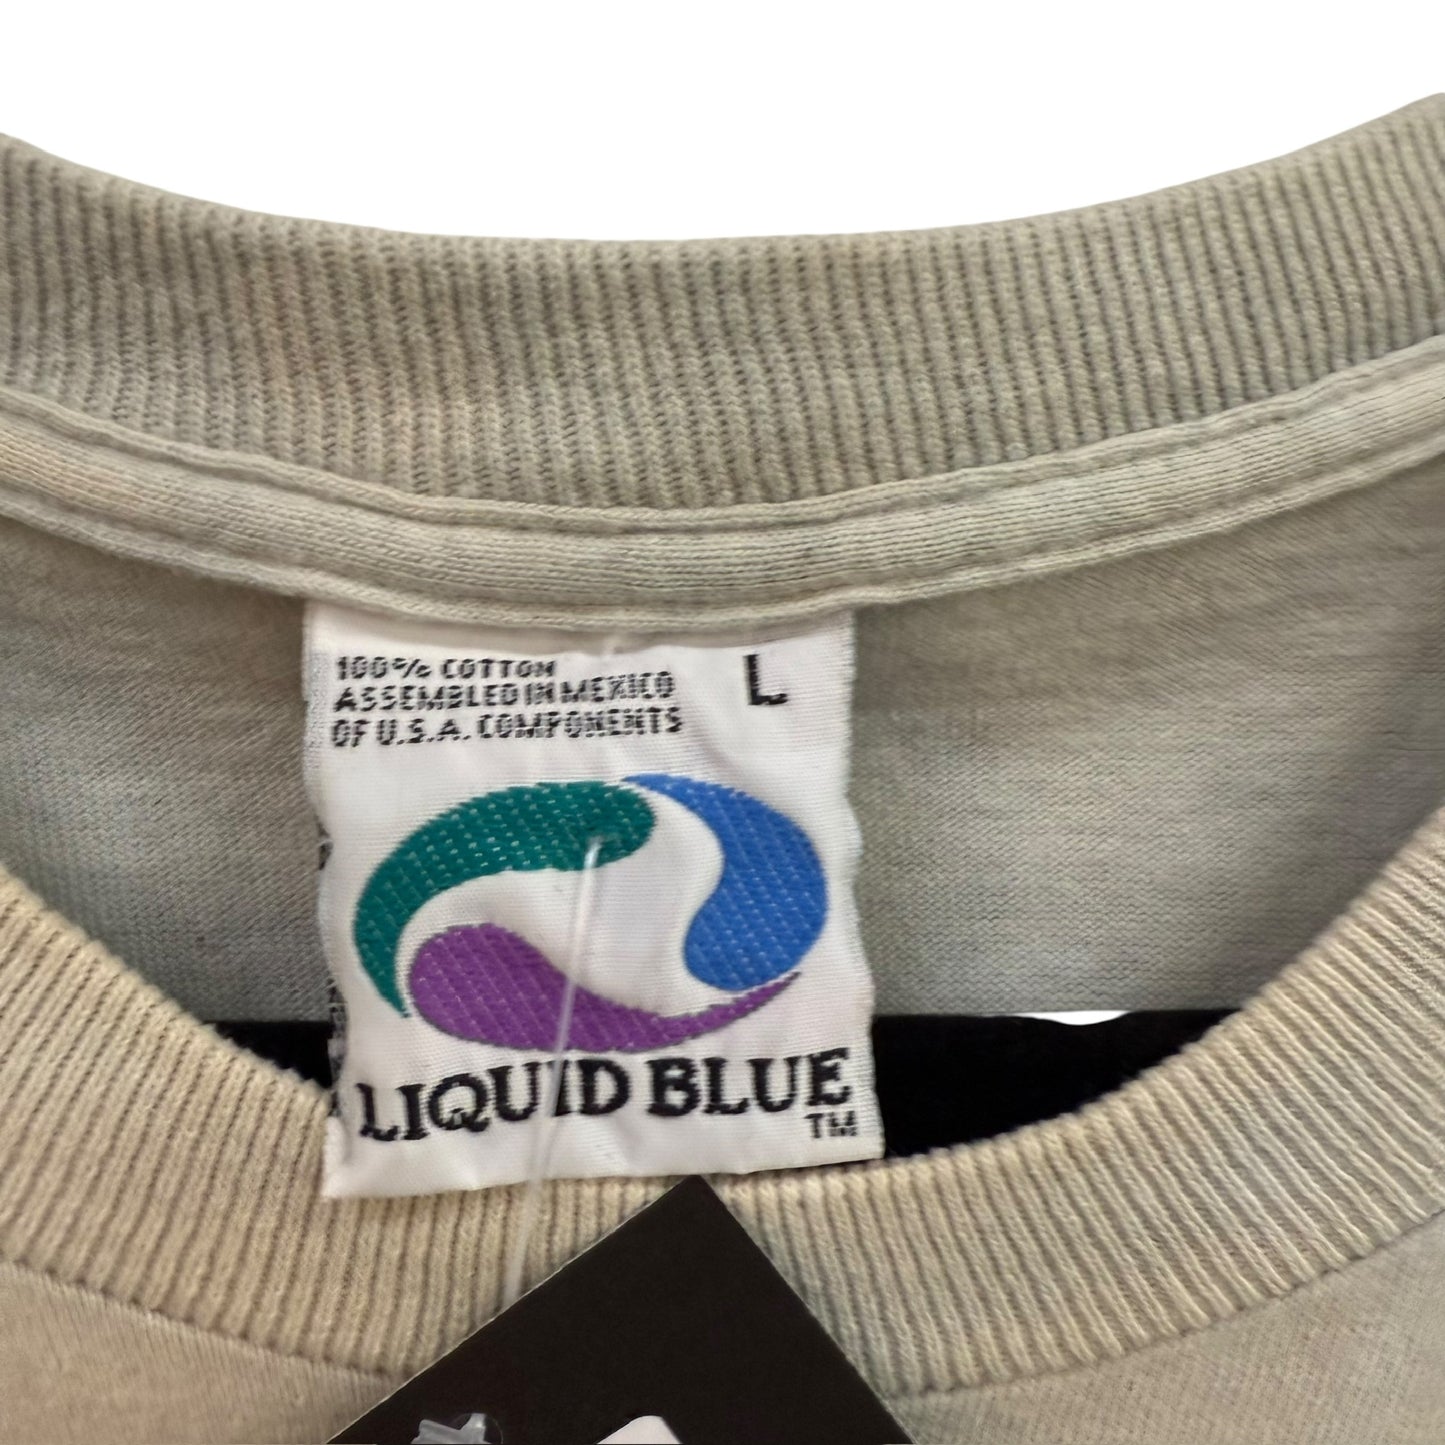 100% COTTON
ASSEMBLED IN MEXICO
OF U.S.A. COMPONENTS
L
LIQUID BLUE
TM